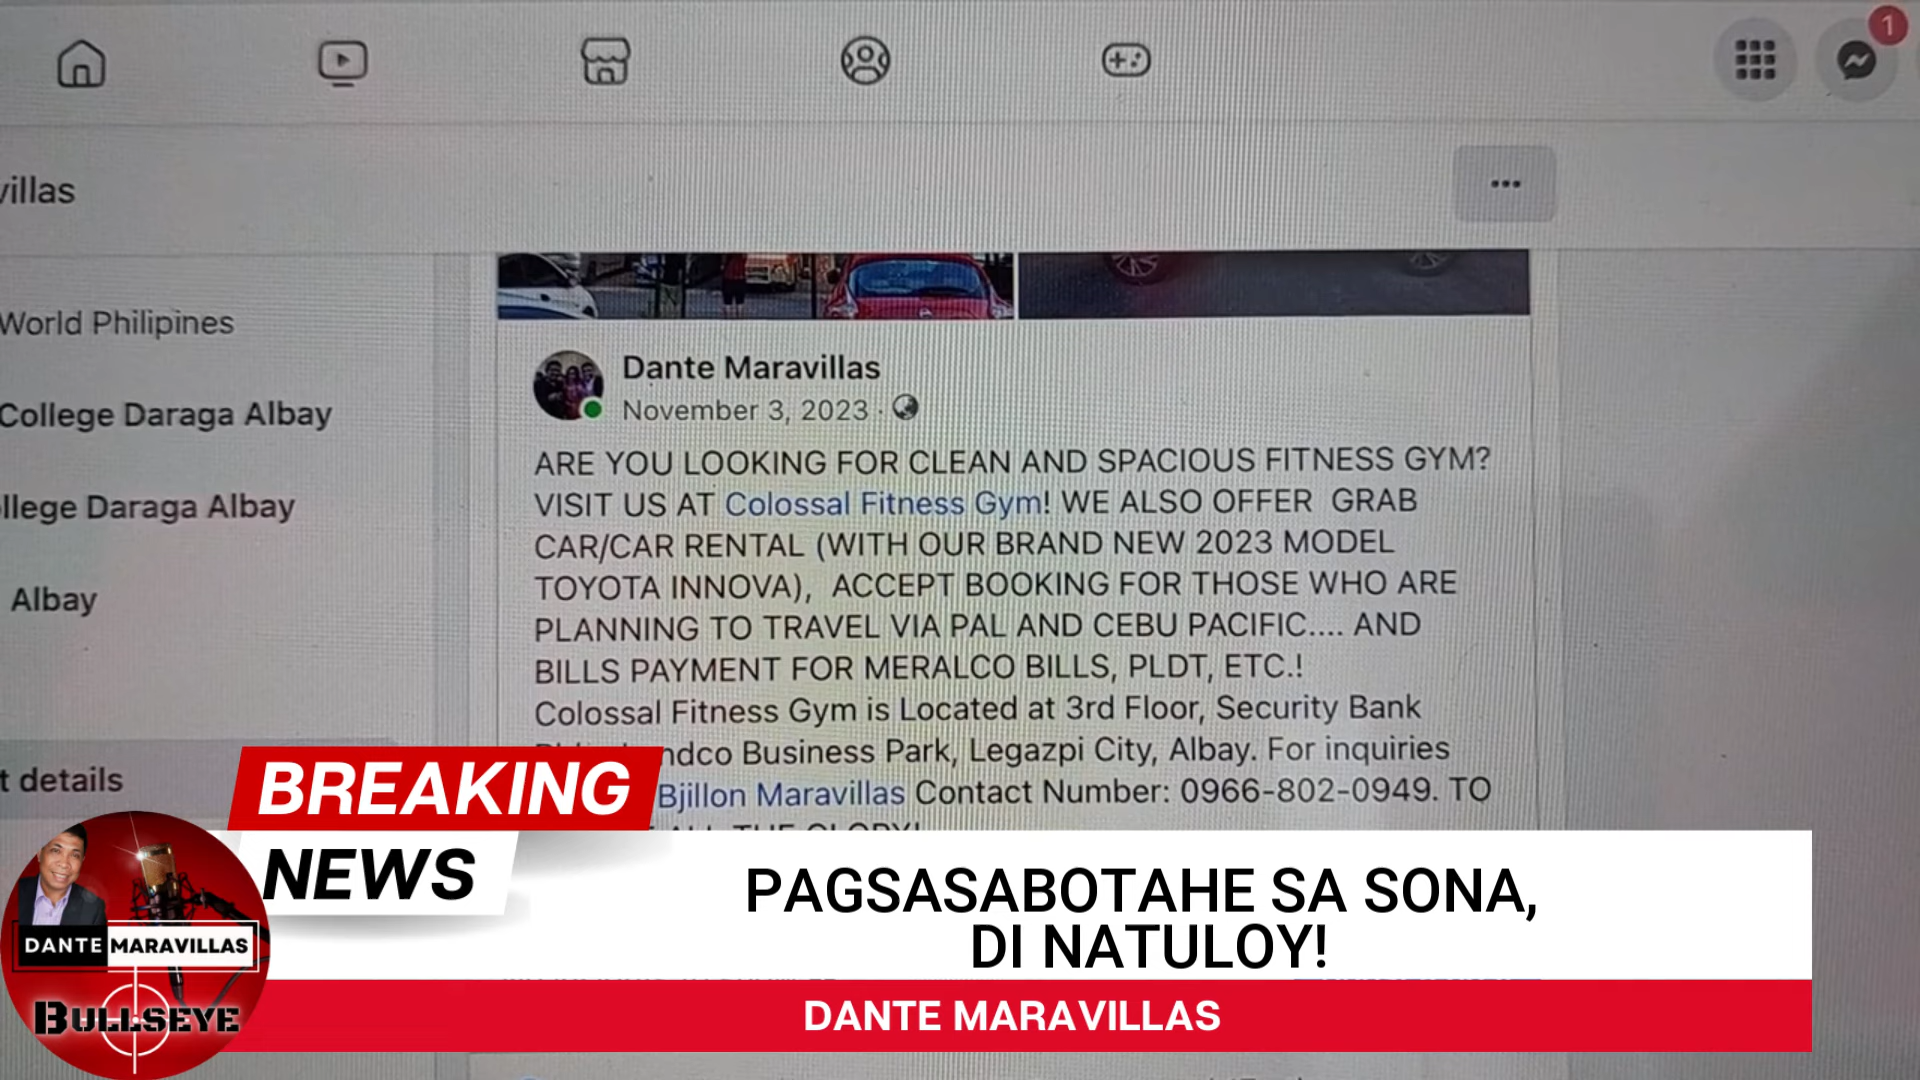 1
villas
World Philipines
College Daraga Albay
llege Daraga Albay
Albay
t details
Dante Maravillas
November 3, 2023 ·
ARE YOU LOOKING FOR CLEAN AND SPACIOUS FITNESS GYM?
VISIT US AT Colossal Fitness Gym! WE ALSO OFFER GRAB
CAR/CAR RENTAL (WITH OUR BRAND NEW 2023 MODEL
TOYOTA INNOVA), ACCEPT BOOKING FOR THOSE WHO ARE
PLANNING TO TRAVEL VIA PAL AND CEBU PACIFIC.... AND
BILLS PAYMENT FOR MERALCO BILLS, PLDT, ETC.!
Colossal Fitness Gym is Located at 3rd Floor, Security Bank
ndco Business Park, Legazpi City, Albay. For inquiries
Bjillon Maravillas Contact Number: 0966-802-0949. TO
ALL THE GLORY!
BREAKING
NEWS
PAGSASABOTAHE SA SONA,
DI NATULOY!
DANTE MARAVILLAS
DANTE MARAVILLAS
BULLSEYE